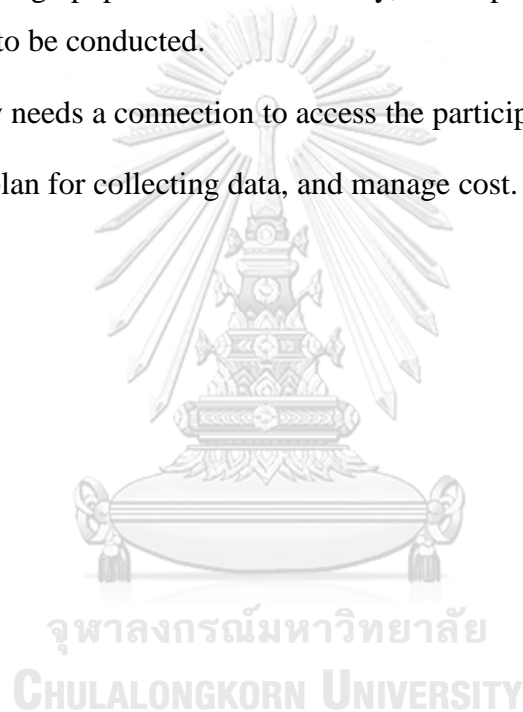 to be conducted.
needs a connection to access the
lan for collecting data, and manage cost.
จุฬาลงกรณ์มหาวิทยาลัย
CHULALONGKORN UNIVERSITY